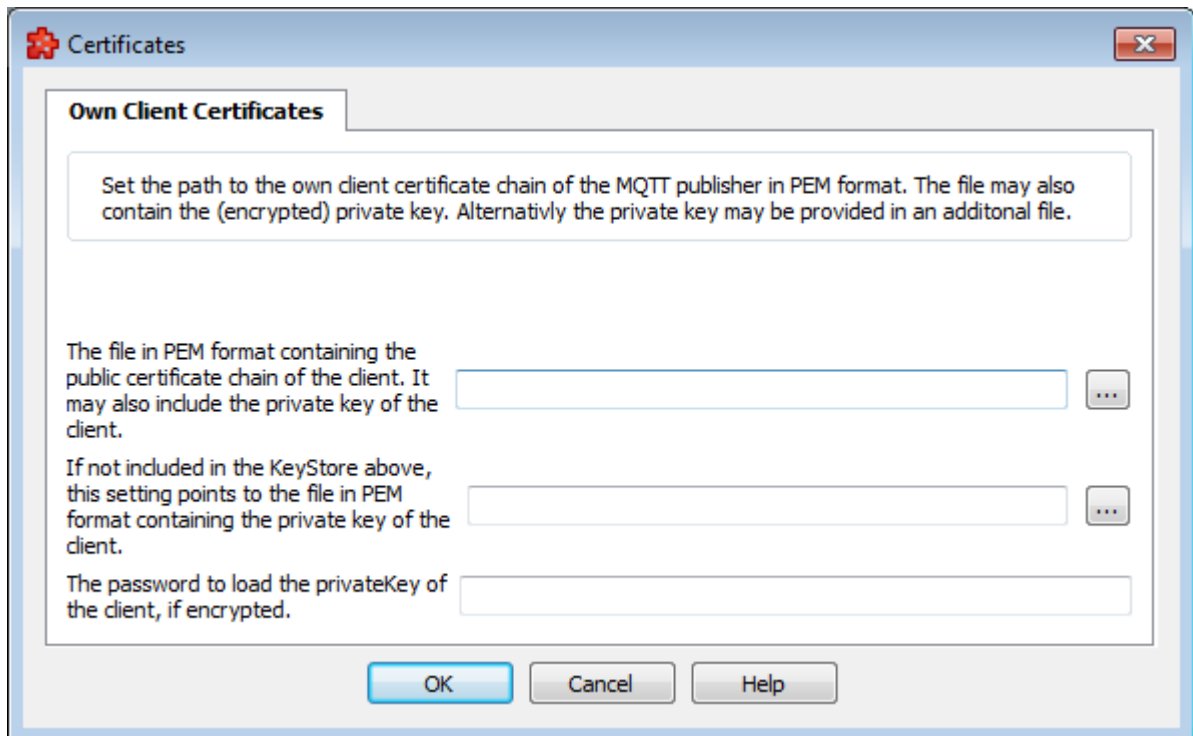 Certificates
Own Client Certificates
Set the path to the own client certificate chain of the MQTT publisher in PEM format. The file may also
contain the (encrypted) private key. Alternativly the private key may be provided in an additonal file.
The file in PEM format containing the
public certificate chain of the client. It
may also include the private key of the
client.
...
If not included in the KeyStore above,
this setting points to the file in PEM
format containing the private key of the
client.
...
The password to load the privateKey of
the client, if encrypted.
OK
Cancel
Help